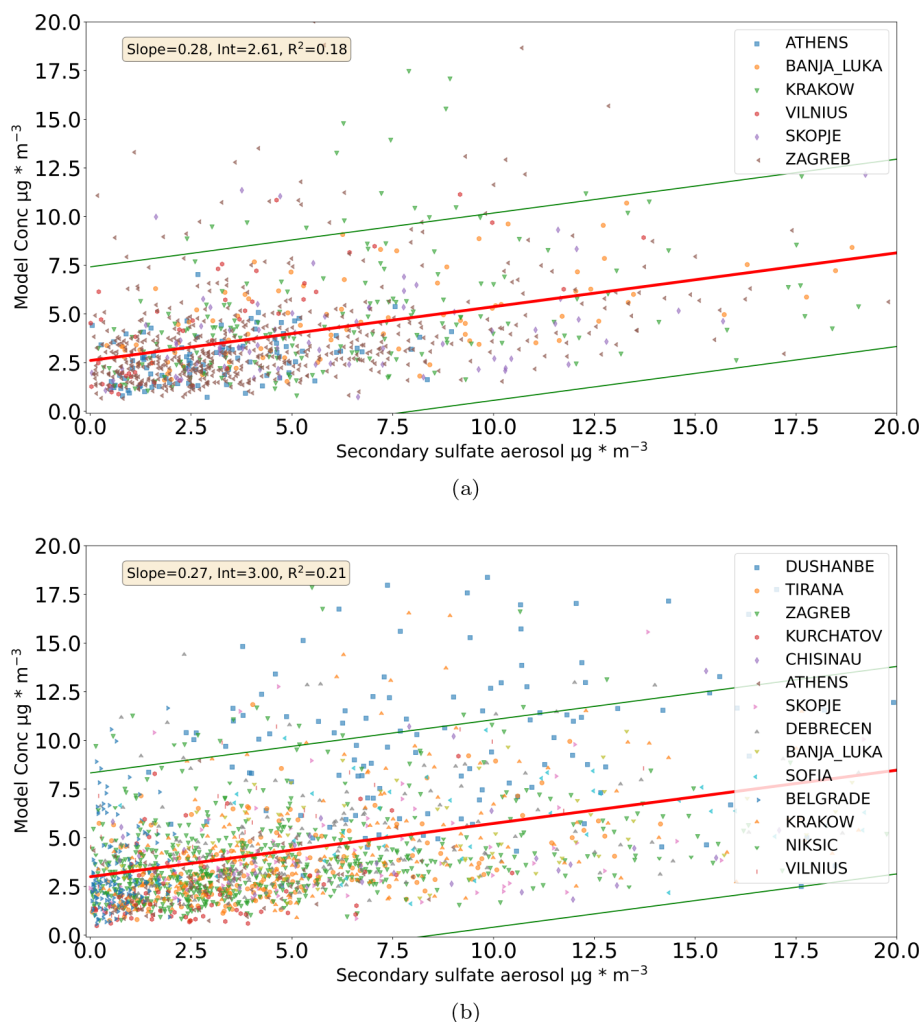 20.0
17.5
15.0
12.5
10.0
7.5
5.0
2.5
0.0
Model Conc µg * m⁻³
Slope=0.28, Int=2.61, R²=0.18
ATHENS
BANJA_LUKA
KRAKOW
VILNIUS
SKOPJE
ZAGREB
0.0 2.5 5.0 7.5 10.0 12.5 15.0 17.5 20.0
Secondary sulfate aerosol µg * m⁻³
(a)
20.0
17.5
15.0
12.5
10.0
7.5
5.0
2.5
0.0
Model Conc µg * m⁻³
Slope=0.27, Int=3.00, R²=0.21
DUSHANBE
TIRANA
ZAGREB
KURCHATOV
CHISINAU
ATHENS
SKOPJE
DEBRECEN
BANJA_LUKA
SOFIA
BELGRADE
KRAKOW
NIKSIC
VILNIUS
0.0 2.5 5.0 7.5 10.0 12.5 15.0 17.5 20.0
Secondary sulfate aerosol µg * m⁻³
(b)